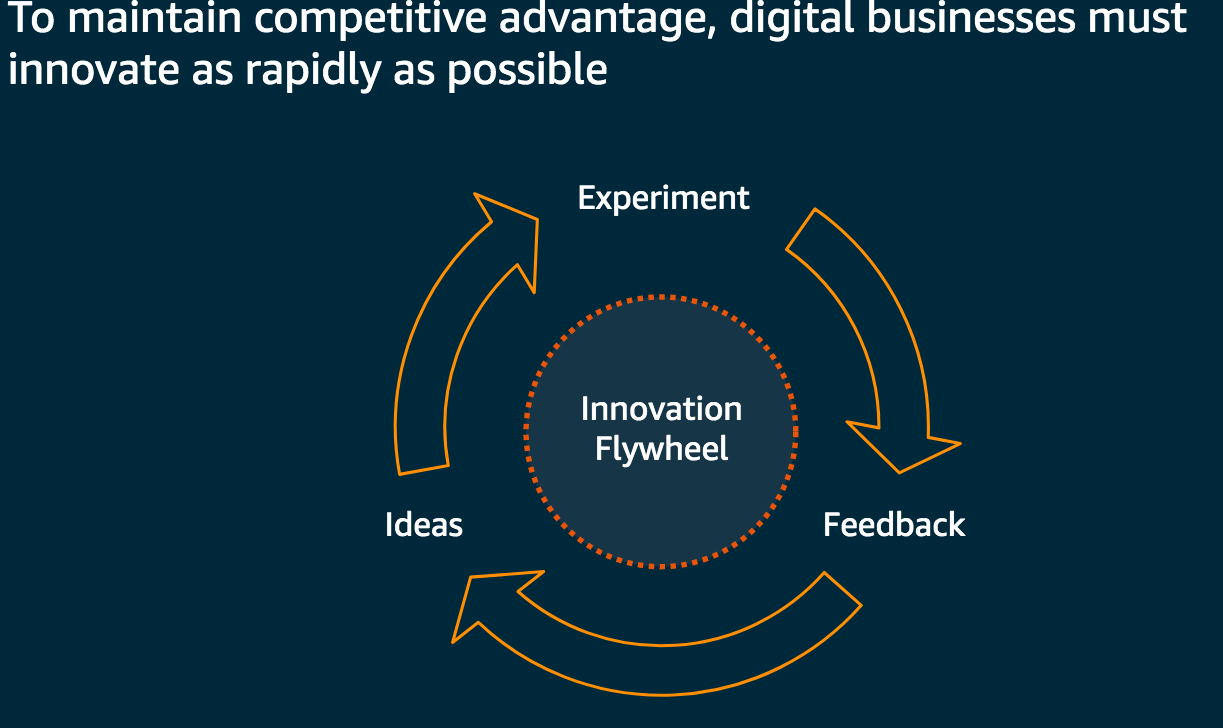 To maintain competitive advantage, digital businesses must
innovate as rapidly as possible
Experiment
Innovation
Flywheel
Ideas
Feedback